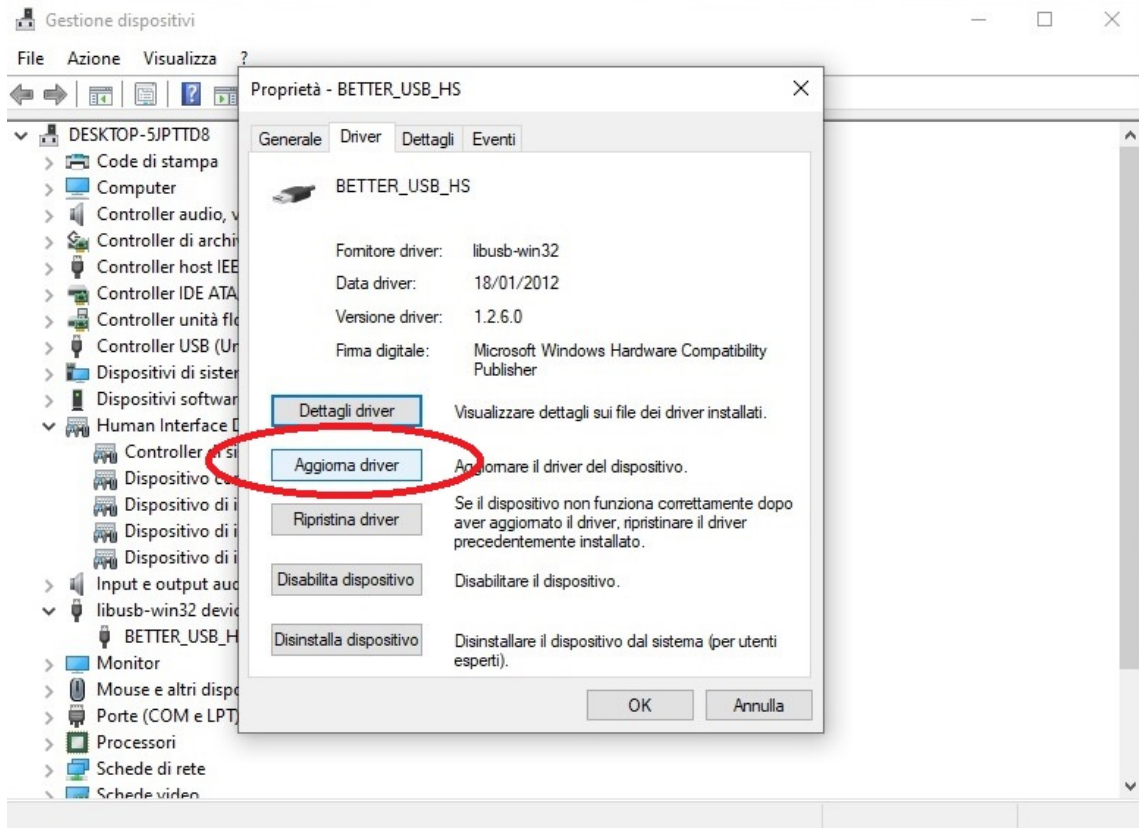 Gestione dispositivi
File Azione Visualizza ?
Proprietà - BETTER_USB_HS
Generale Driver Dettagli Eventi
BETTER_USB_HS
Fornitore driver: libusb-win32
Data driver: 18/01/2012
Versione driver: 1.2.6.0
Firma digitale: Microsoft Windows Hardware Compatibility
Publisher
Dettagli driver Visualizzare dettagli sui file dei driver installati.
Aggiorna driver Aggiornare il driver del dispositivo.
Ripristina driver
Se il dispositivo non funziona correttamente dopo
aver aggiornato il driver, ripristinare il driver
precedentemente installato.
Disabilita dispositivo Disabilitare il dispositivo.
Disinstalla dispositivo
Disinstallare il dispositivo dal sistema (per utenti
esperti).
OK Annulla
DESKTOP-5JPTTD8
Code di stampa
Computer
Controller audio, v
Controller di archi
Controller host IEE
Controller IDE ATA
Controller unità flo
Controller USB (Un
Dispositivi di sister
Dispositivi softwar
Human Interface D
Controller di si
Dispositivo co
Dispositivo di i
Dispositivo di i
Dispositivo di i
Input e output aud
libusb-win32 devic
BETTER_USB_H
Monitor
Mouse e altri dispo
Porte (COM e LPT)
Processori
Schede di rete
Schede video